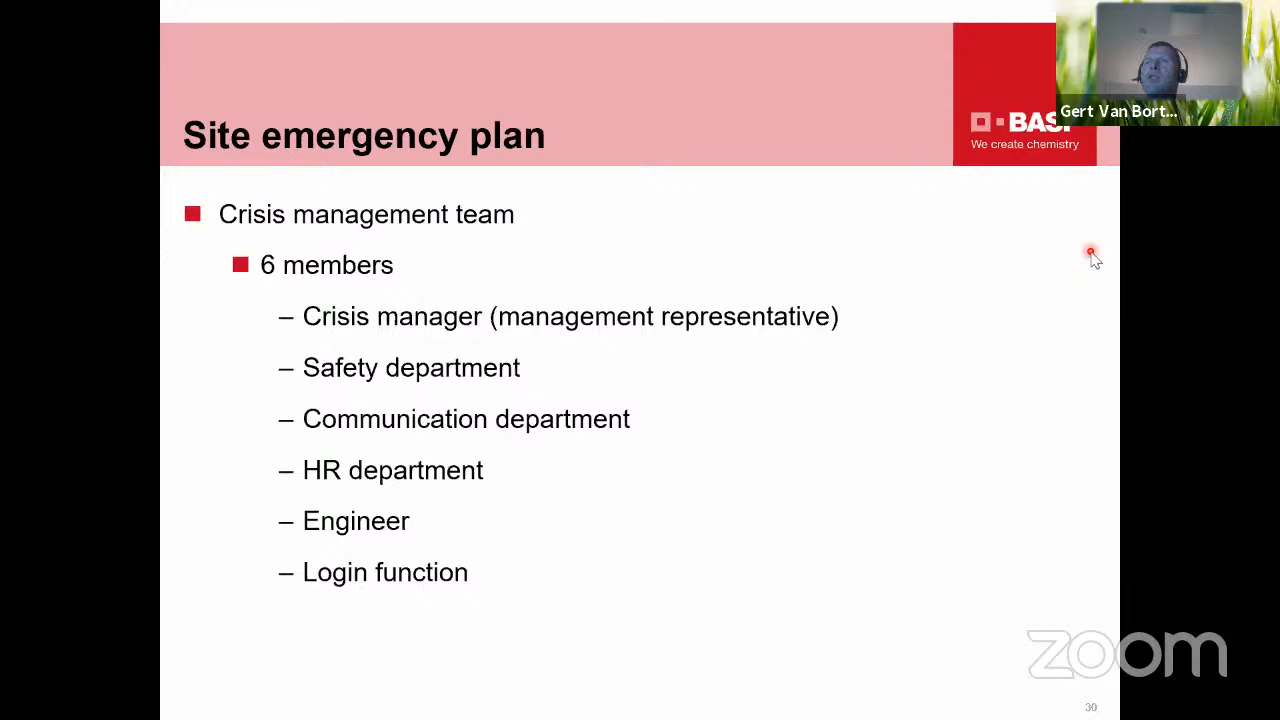 Site emergency plan
BASF
We create chemistry
Gert Van Bort...
Crisis management team
6 members
– Crisis manager (management representative)
– Safety department
– Communication department
– HR department
– Engineer
– Login function
zoom
30